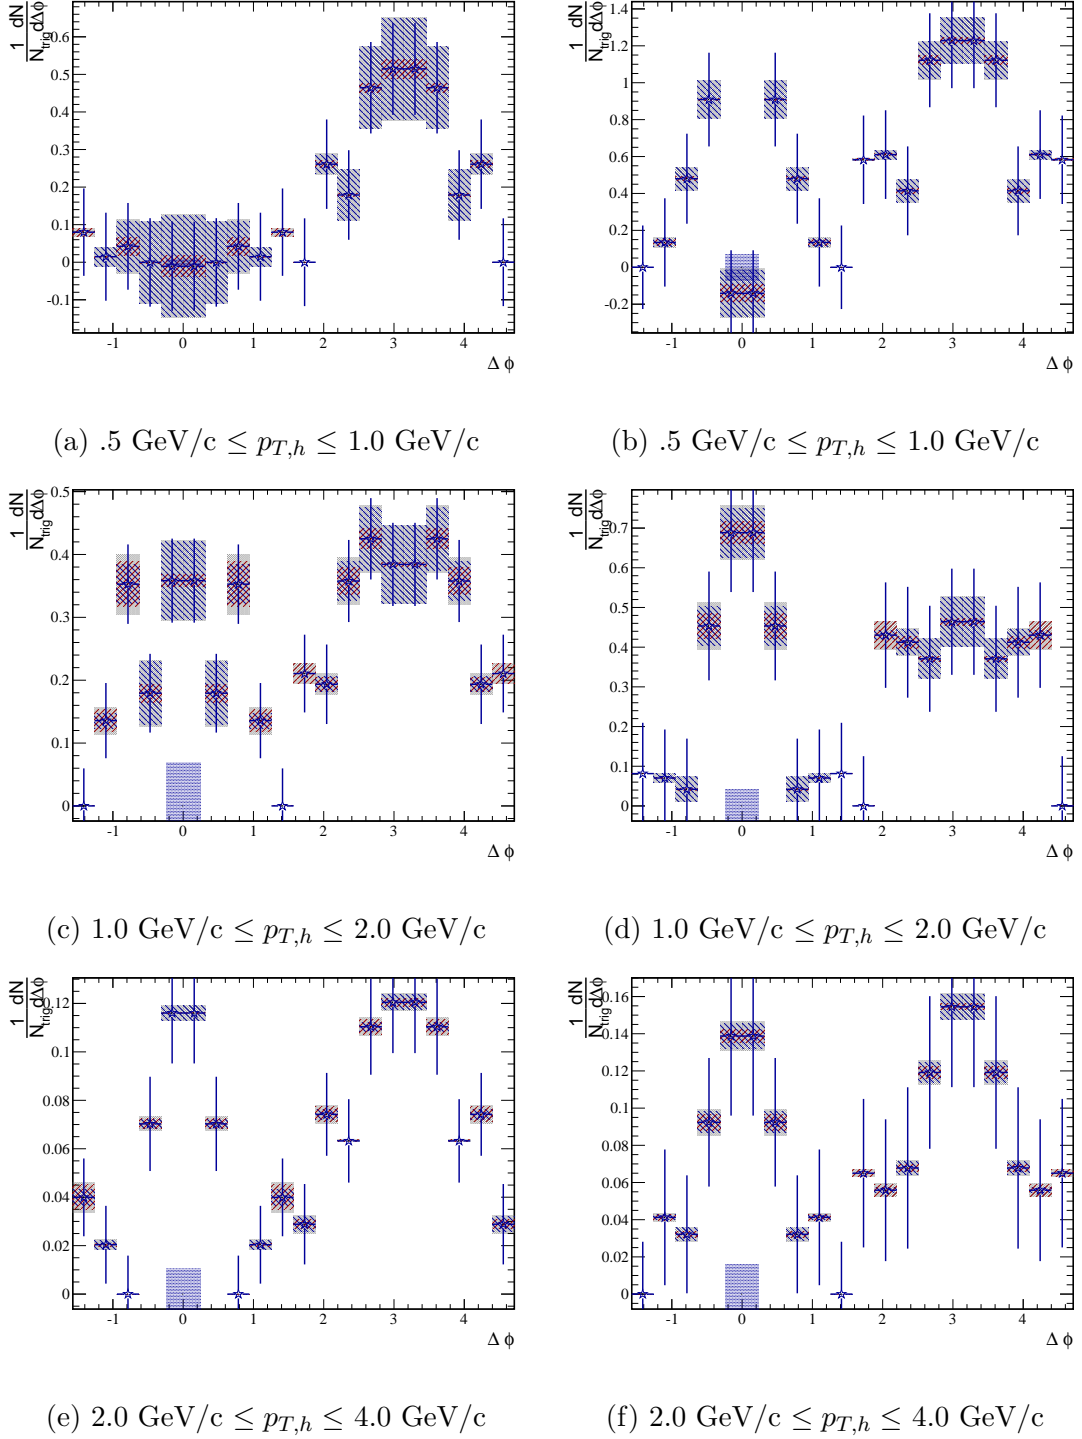 1 dN
N_trig dΔφ
0.6
0.5
0.4
0.3
0.2
0.1
0
-0.1
-1 0 1 2 3 4
Δ φ
(a) .5 GeV/c ≤ p_{T,h} ≤ 1.0 GeV/c
1 dN
N_trig dΔφ
1.4
1.2
1
0.8
0.6
0.4
0.2
0
-0.2
-1 0 1 2 3 4
Δ φ
(b) .5 GeV/c ≤ p_{T,h} ≤ 1.0 GeV/c
1 dN
N_trig dΔφ
0.5
0.4
0.3
0.2
0.1
0
-1 0 1 2 3 4
Δ φ
(c) 1.0 GeV/c ≤ p_{T,h} ≤ 2.0 GeV/c
1 dN
N_trig dΔφ
0.7
0.6
0.5
0.4
0.3
0.2
0.1
0
-1 0 1 2 3 4
Δ φ
(d) 1.0 GeV/c ≤ p_{T,h} ≤ 2.0 GeV/c
1 dN
N_trig dΔφ
0.12
0.1
0.08
0.06
0.04
0.02
0
-1 0 1 2 3 4
Δ φ
(e) 2.0 GeV/c ≤ p_{T,h} ≤ 4.0 GeV/c
1 dN
N_trig dΔφ
0.16
0.14
0.12
0.1
0.08
0.06
0.04
0.02
0
-1 0 1 2 3 4
Δ φ
(f) 2.0 GeV/c ≤ p_{T,h} ≤ 4.0 GeV/c